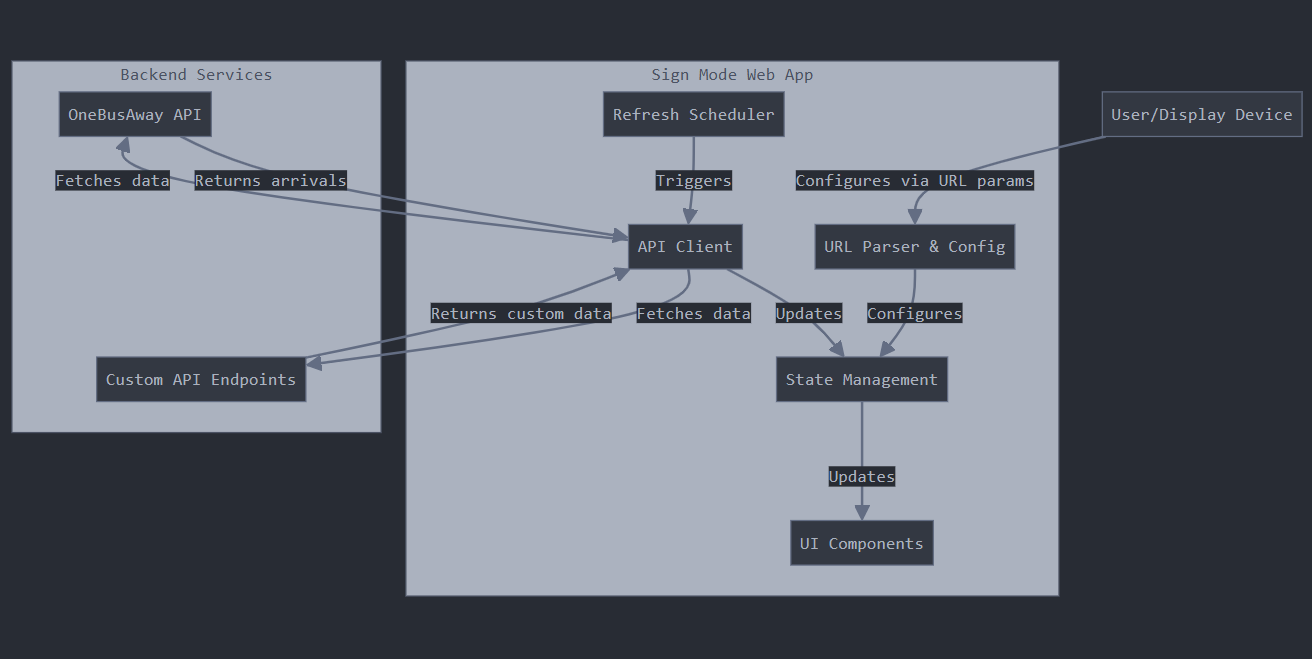 Backend Services
Sign Mode Web App
OneBusAway API
Refresh Scheduler
User/Display Device
Fetches data
Returns arrivals
Triggers
Configures via URL params
API Client
URL Parser & Config
Returns custom data
Fetches data
Updates
Configures
Custom API Endpoints
State Management
Updates
UI Components